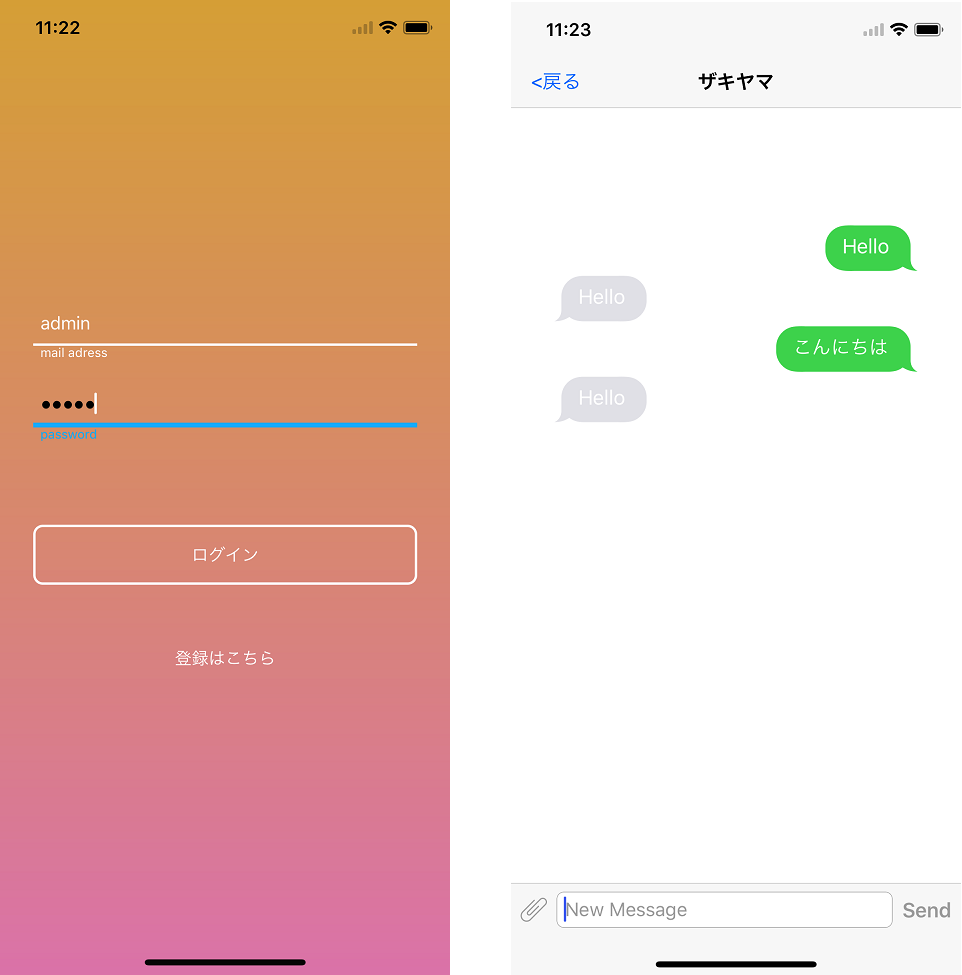 11:22
admin
mail adress
password
ログイン
登録はこちら
11:23
<戻る
ザキヤマ
Hello
Hello
こんにちは
Hello
New Message
Send